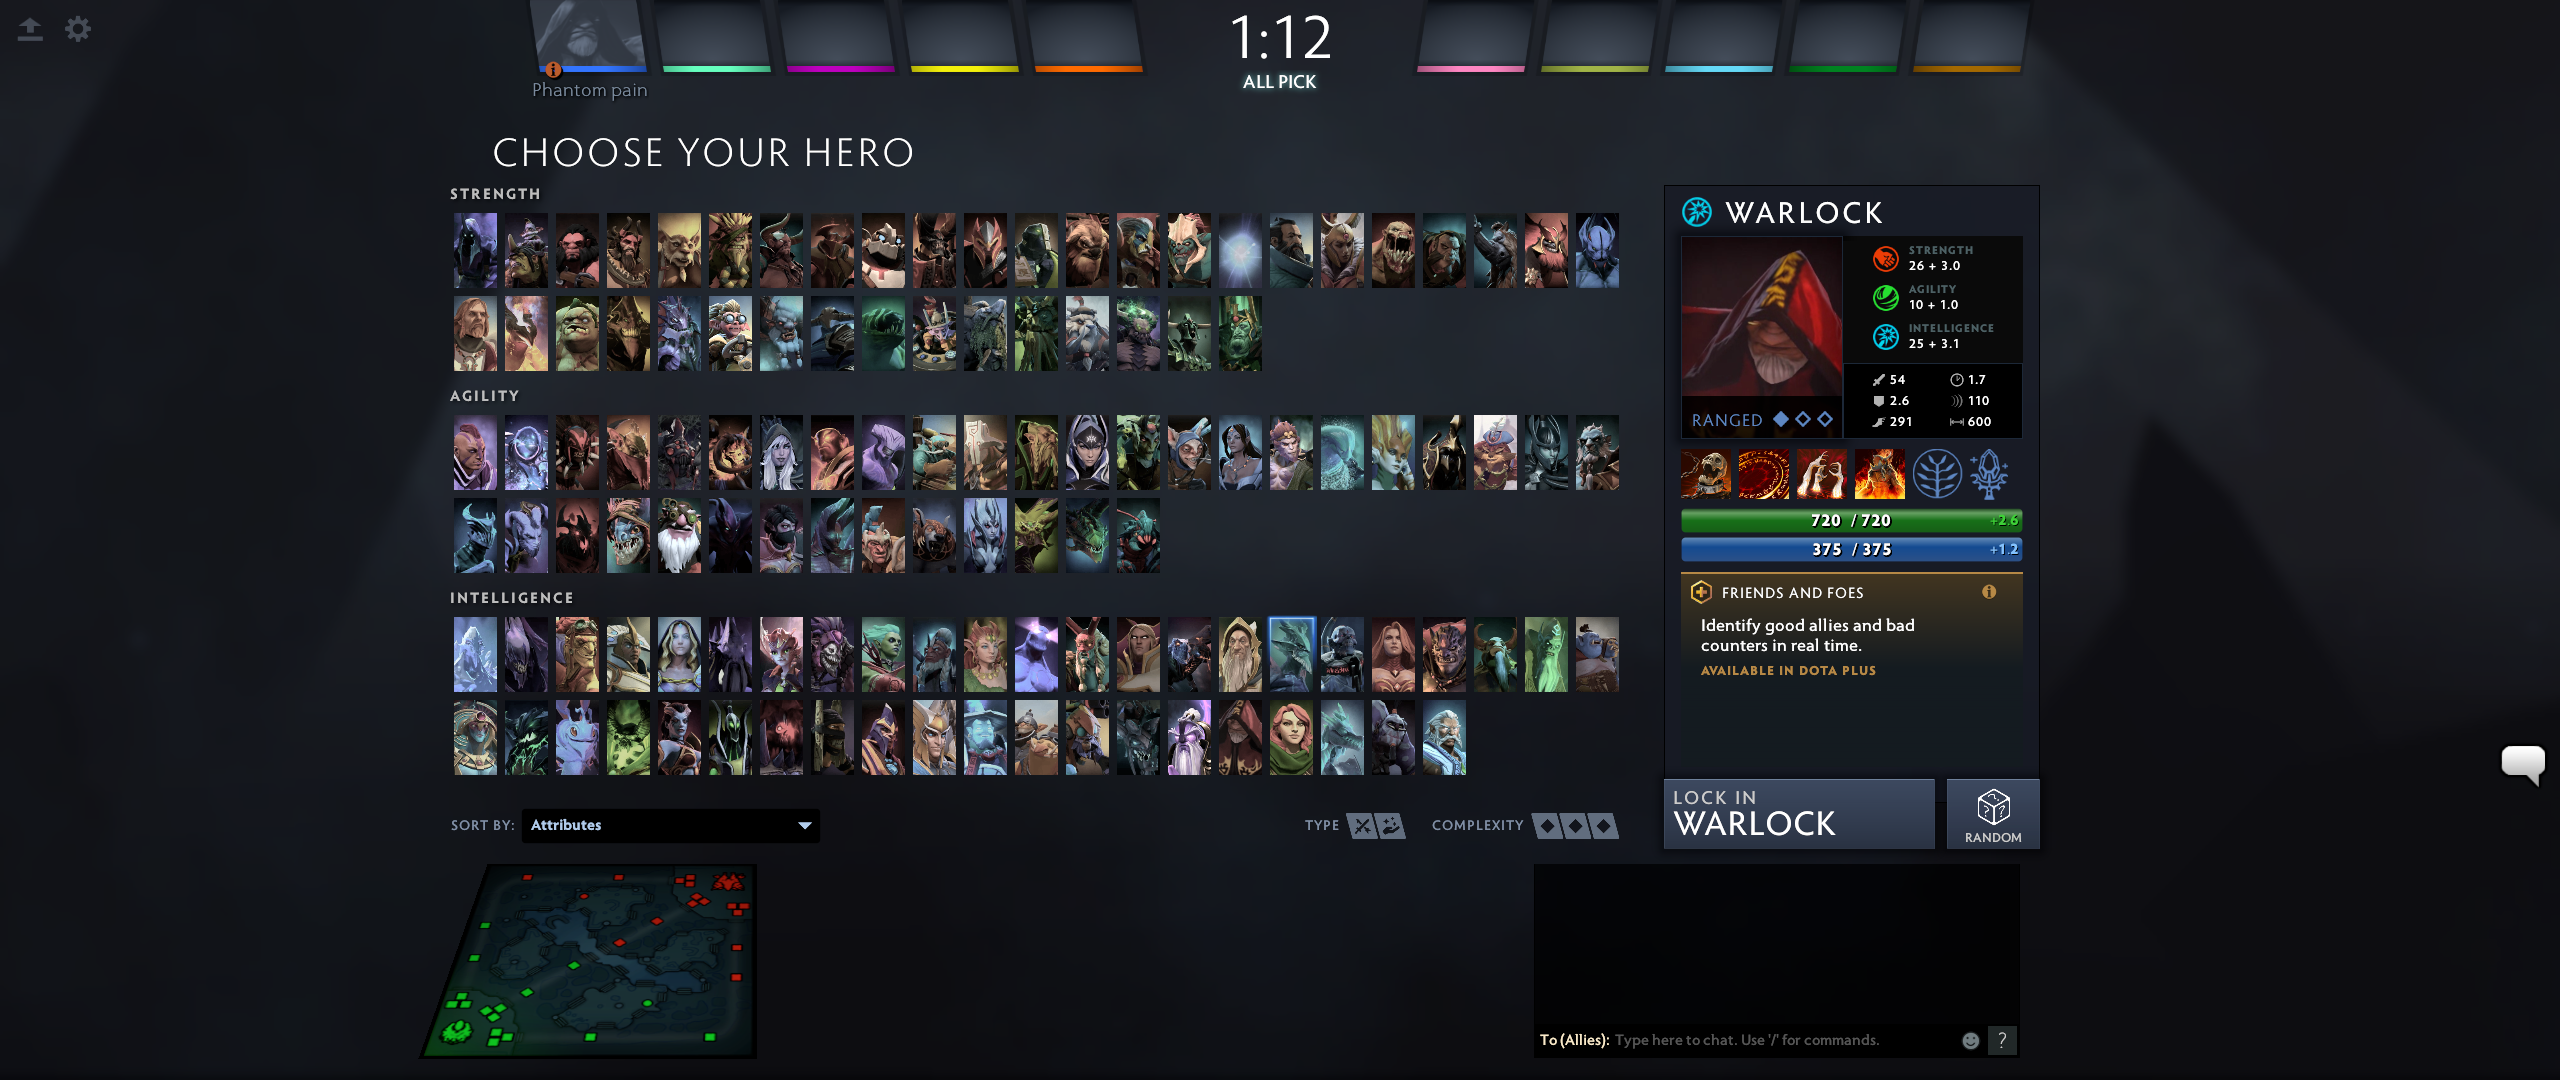 1:12
ALL PICK
Phantom pain
CHOOSE YOUR HERO
STRENGTH
AGILITY
INTELLIGENCE
WARLOCK
STRENGTH
26 + 3.0
AGILITY
10 + 1.0
INTELLIGENCE
25 + 3.1
54 1.7
2.6 110
291 600
RANGED
720 / 720 +2.6
375 / 375 +1.2
FRIENDS AND FOES
Identify good allies and bad
counters in real time.
AVAILABLE IN DOTA PLUS
LOCK IN
WARLOCK
RANDOM
SORT BY: Attributes
TYPE COMPLEXITY
To (Allies): Type here to chat. Use '/' for commands. ?